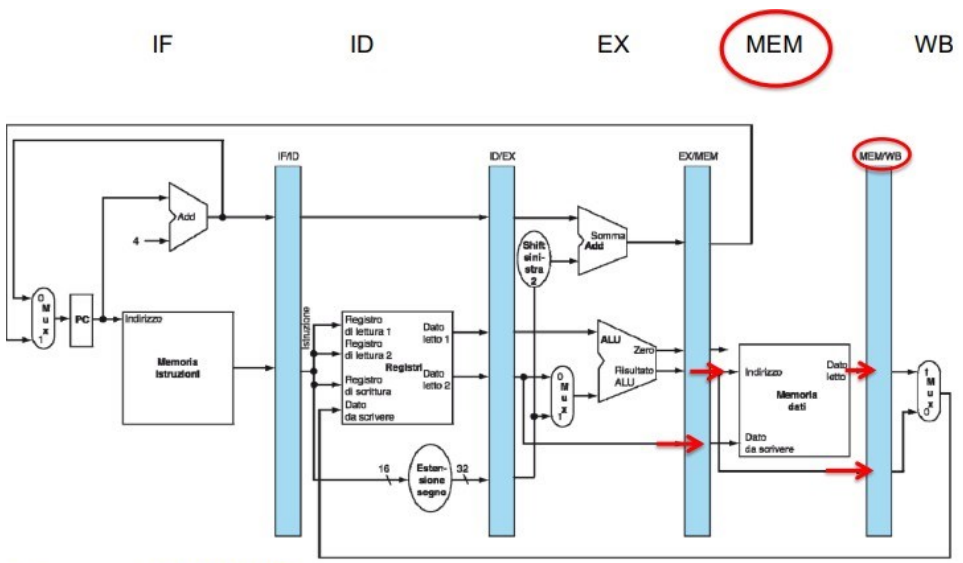 IF
ID
EX
MEM
WB
IF/ID
ID/EX
EX/MEM
MEM/WB
Add
4
Somma
Add
Shift
sini-
stra
2
0
M
u
x
1
PC
Indirizzo
Memoria
istruzioni
Istruzione
Registro
di lettura 1
Registro
di lettura 2
Registri
Registro
di scrittura
Dato
da scrivere
Dato
letto 1
Dato
letto 2
0
M
u
x
1
ALU
Zero
Risultato
ALU
Indirizzo
Dato
letto
Memoria
dati
Dato
da scrivere
1
M
u
x
0
16
Esten-
sione
segno
32